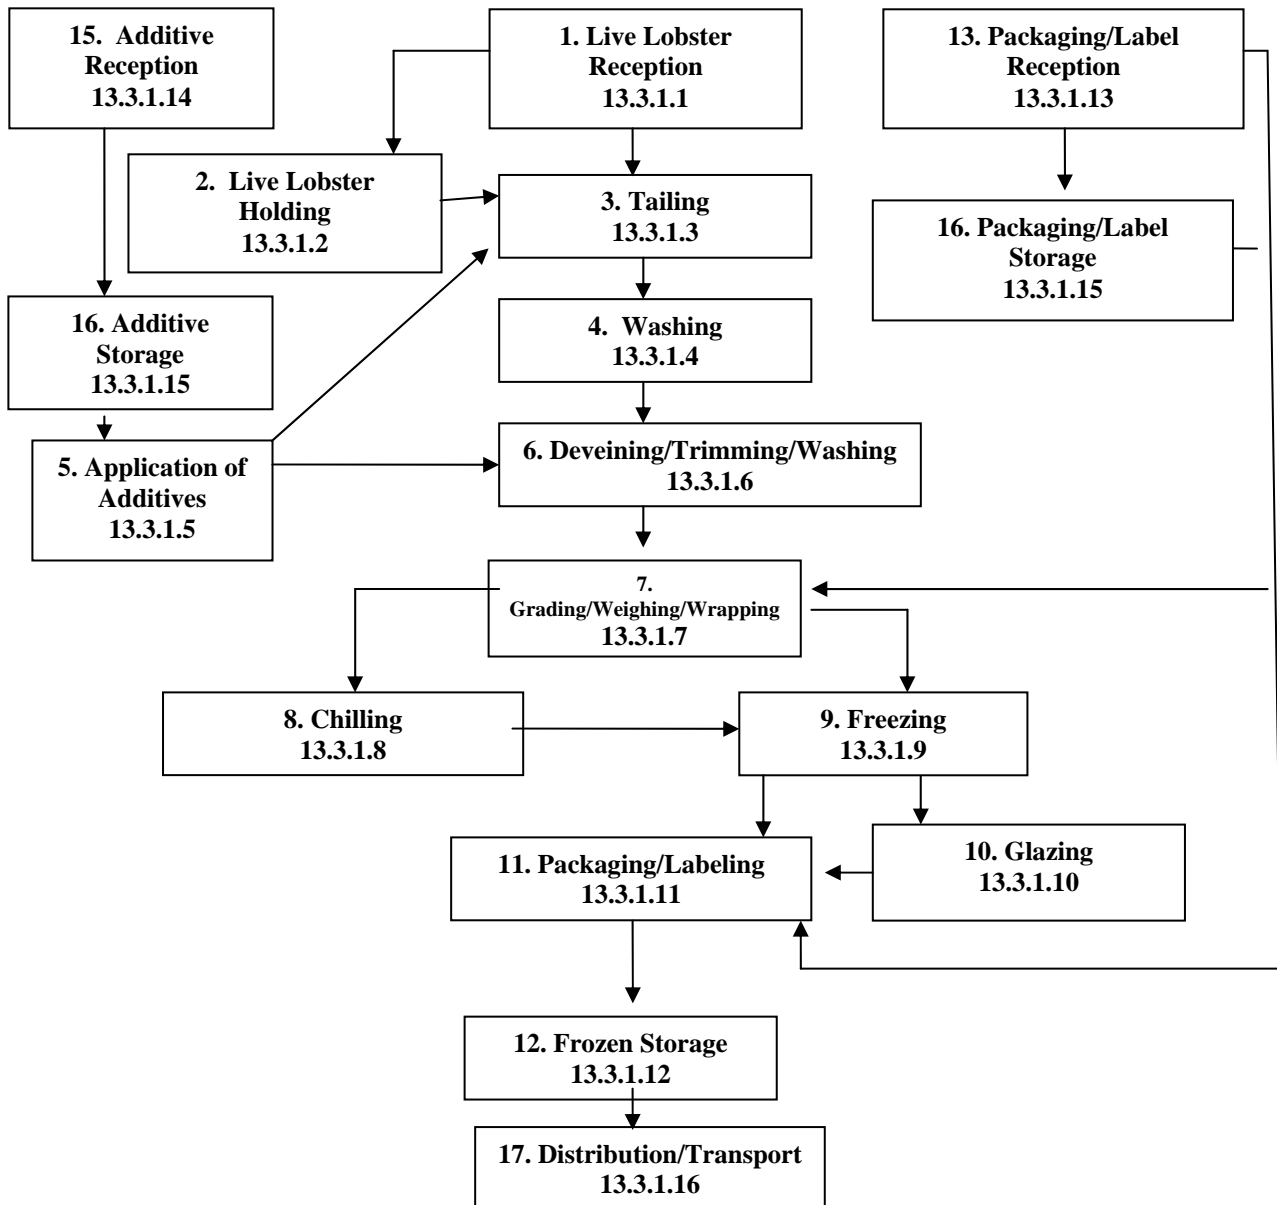 15. Additive
Reception
13.3.1.14
1. Live Lobster
Reception
13.3.1.1
13. Packaging/Label
Reception
13.3.1.13
2. Live Lobster
Holding
13.3.1.2
3. Tailing
13.3.1.3
16. Packaging/Label
Storage
13.3.1.15
16. Additive
Storage
13.3.1.15
4. Washing
13.3.1.4
5. Application of
Additives
13.3.1.5
6. Deveining/Trimming/Washing
13.3.1.6
7.
Grading/Weighing/Wrapping
13.3.1.7
8. Chilling
13.3.1.8
9. Freezing
13.3.1.9
11. Packaging/Labeling
13.3.1.11
10. Glazing
13.3.1.10
12. Frozen Storage
13.3.1.12
17. Distribution/Transport
13.3.1.16